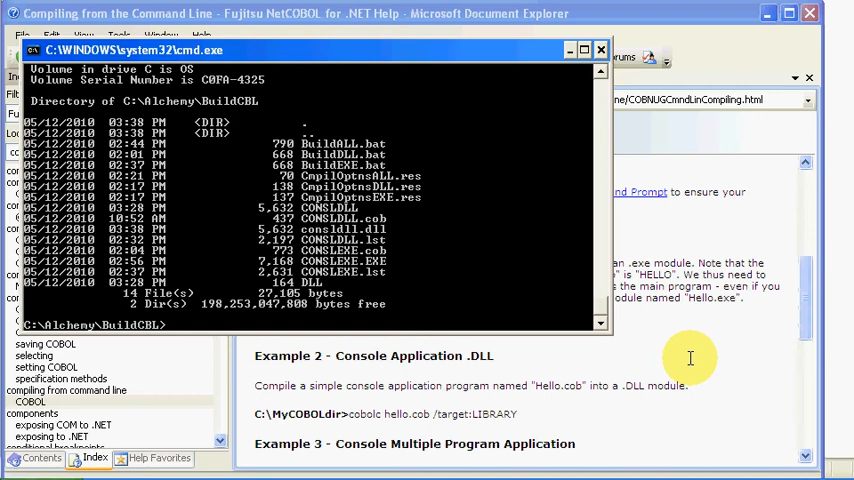 Compiling from the Command Line - Fujitsu NetCOBOL for .NET Help - Microsoft Document Explorer
File Edit View Tools Window Help
C:\WINDOWS\system32\cmd.exe
Volume in drive C is OS
Volume Serial Number is C0FA-4325
Directory of C:\Alchemy\BuildCBL
05/12/2010 03:38 PM <DIR> .
05/12/2010 03:38 PM <DIR> ..
05/12/2010 02:44 PM 790 BuildALL.bat
05/12/2010 02:01 PM 668 BuildDLL.bat
05/12/2010 02:37 PM 668 BuildEXE.bat
05/12/2010 02:21 PM 70 CmpilOptnsALL.res
05/12/2010 02:17 PM 138 CmpilOptnsDLL.res
05/12/2010 02:17 PM 137 CmpilOptnsEXE.res
05/12/2010 03:28 PM 5,632 CONSLDLL
05/12/2010 10:52 AM 437 CONSLDLL.cob
05/12/2010 03:38 PM 5,632 consldll.dll
05/12/2010 02:32 PM 2,197 CONSLDLL.lst
05/12/2010 02:04 PM 773 CONSLEXE.cob
05/12/2010 02:56 PM 7,168 CONSLEXE.EXE
05/12/2010 02:37 PM 2,631 CONSLEXE.lst
05/12/2010 03:28 PM 164 DLL
14 File(s) 27,105 bytes
2 Dir(s) 198,253,047,808 bytes free
C:\Alchemy\BuildCBL>
orums
ne/COBNUGCmndLinCompiling.html
nd Prompt to ensure your
an .exe module. Note that the
" is "HELLO". We thus need to
s the main program - even if you
odule named "Hello.exe".
saving COBOL
selecting
setting COBOL
specification methods
compiling from command line
COBOL
components
exposing COM to .NET
exposing to .NET
conditional breakpoints
Contents Index Help Favorites
Example 2 - Console Application .DLL
Compile a simple console application program named "Hello.cob" into a .DLL module.
C:\MyCOBOLdir>cobolc hello.cob /target:LIBRARY
Example 3 - Console Multiple Program Application